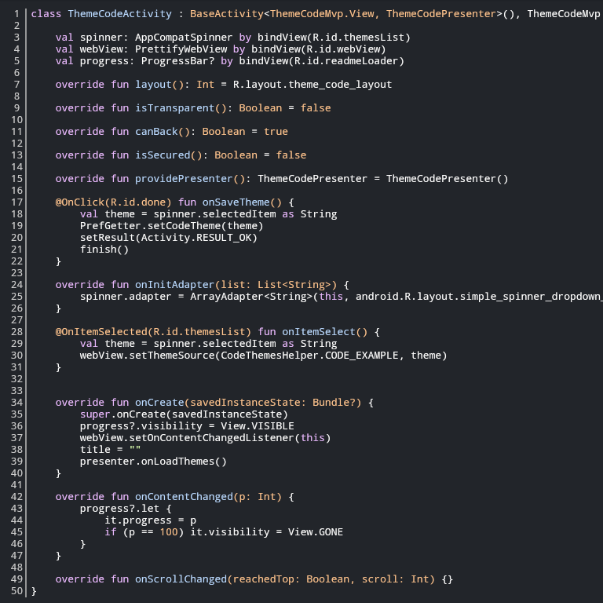 1 class ThemeCodeActivity : BaseActivity<ThemeCodeMvp.View, ThemeCodePresenter>(), ThemeCodeMvp
2
3     val spinner: AppCompatSpinner by bindView(R.id.themesList)
4     val webView: PrettifyWebView by bindView(R.id.webView)
5     val progress: ProgressBar? by bindView(R.id.readmeLoader)
6
7     override fun layout(): Int = R.layout.theme_code_layout
8
9     override fun isTransparent(): Boolean = false
10
11     override fun canBack(): Boolean = true
12
13     override fun isSecured(): Boolean = false
14
15     override fun providePresenter(): ThemeCodePresenter = ThemeCodePresenter()
16
17     @OnClick(R.id.done) fun onSaveTheme() {
18         val theme = spinner.selectedItem as String
19         PrefGetter.setCodeTheme(theme)
20         setResult(Activity.RESULT_OK)
21         finish()
22     }
23
24     override fun onInitAdapter(list: List<String>) {
25         spinner.adapter = ArrayAdapter<String>(this, android.R.layout.simple_spinner_dropdown_
26     }
27
28     @OnItemSelected(R.id.themesList) fun onItemSelect() {
29         val theme = spinner.selectedItem as String
30         webView.setThemeSource(CodeThemesHelper.CODE_EXAMPLE, theme)
31     }
32
33
34     override fun onCreate(savedInstanceState: Bundle?) {
35         super.onCreate(savedInstanceState)
36         progress?.visibility = View.VISIBLE
37         webView.setOnContentChangedListener(this)
38         title = ""
39         presenter.onLoadThemes()
40     }
41
42     override fun onContentChanged(p: Int) {
43         progress?.let {
44             it.progress = p
45             if (p == 100) it.visibility = View.GONE
46         }
47     }
48
49     override fun onScrollChanged(reachedTop: Boolean, scroll: Int) {}
50 }